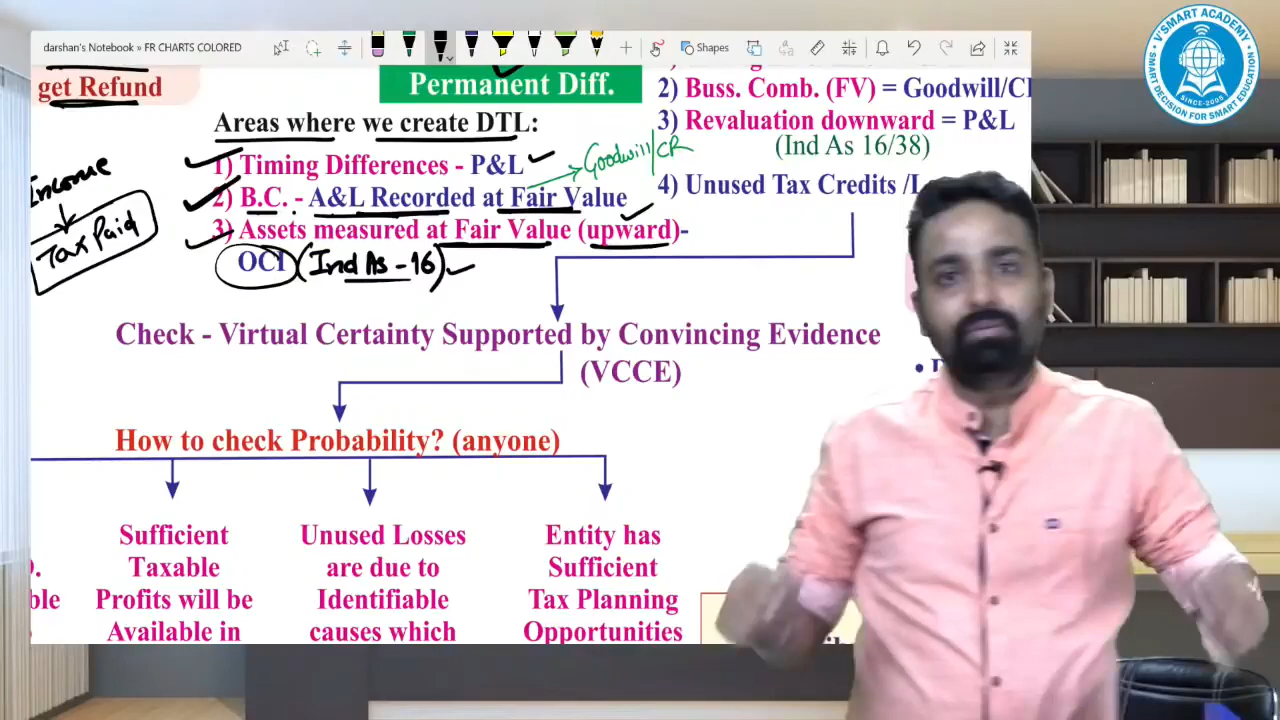 darshan's Notebook » FR CHARTS COLORED
Shapes
V'SMART ACADEMY
SMART DECISION FOR SMART EDUCATION
SINCE-2005
get Refund
Permanent Diff.
2) Buss. Comb. (FV) = Goodwill/
3) Revaluation downward = P&L
(Ind As 16/38)
4) Unused Tax Credits /
Areas where we create DTL:
1) Timing Differences - P&L
Goodwill/CR
2) B.C. - A&L Recorded at Fair Value
3) Assets measured at Fair Value (upward)-
OCI (Ind As - 16)
Income
Tax Paid
Check - Virtual Certainty Supported by Convincing Evidence
(VCCE)
How to check Probability? (anyone)
Sufficient
Taxable
Profits will be
Available in
Unused Losses
are due to
Identifiable
causes which
Entity has
Sufficient
Tax Planning
Opportunities